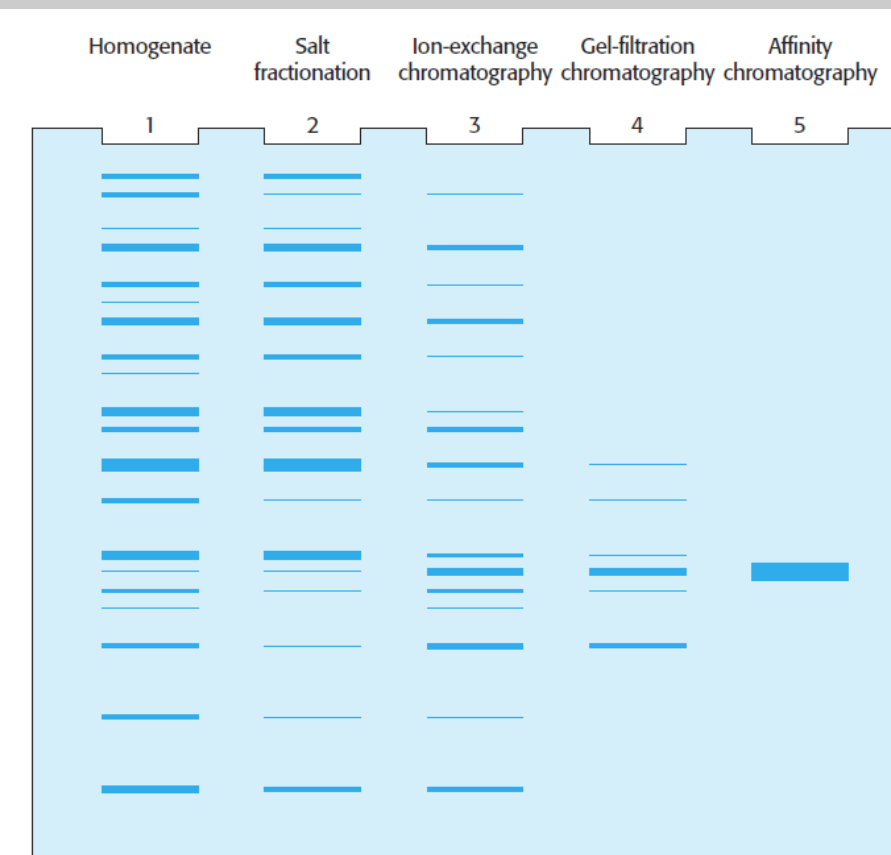 Homogenate
Salt
fractionation
Ion-exchange
chromatography
Gel-filtration
chromatography
Affinity
chromatography
1
2
3
4
5